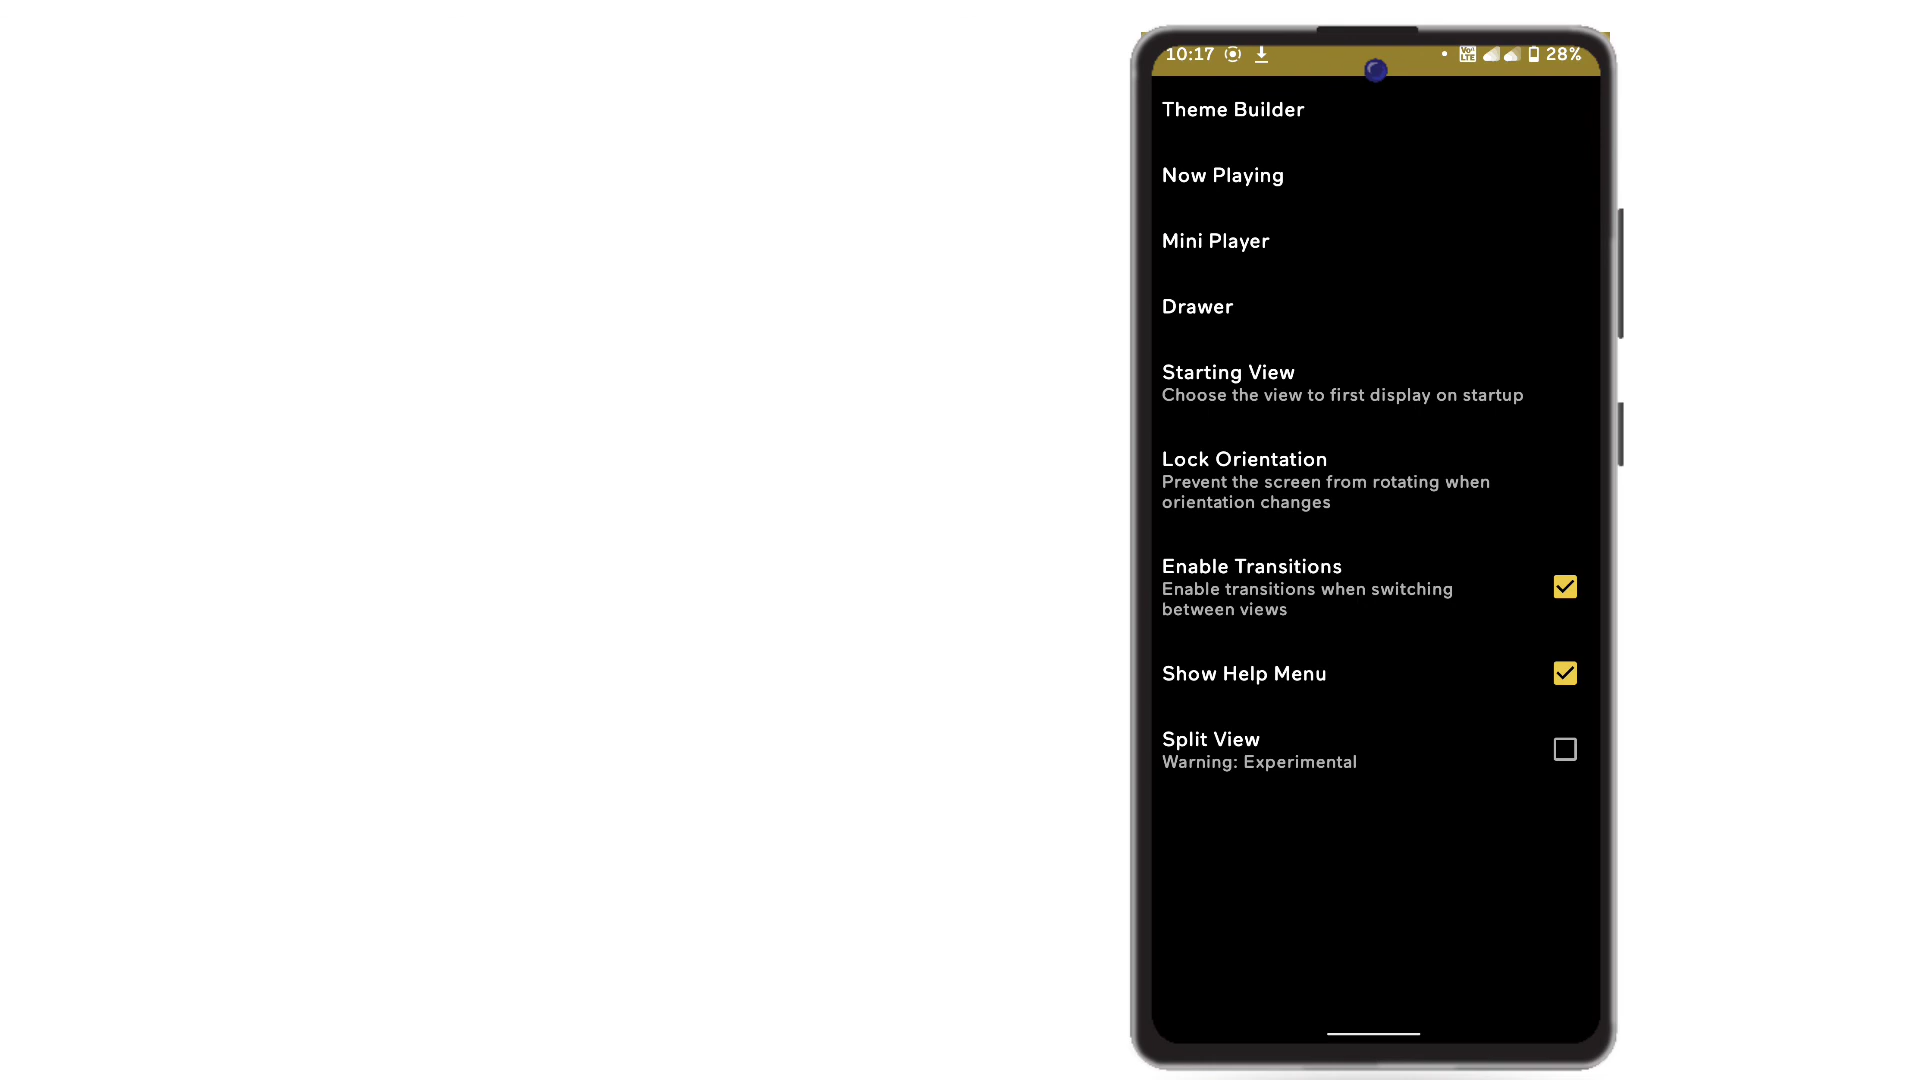 10:17 28%
Theme Builder
Now Playing
Mini Player
Drawer
Starting View
Choose the view to first display on startup
Lock Orientation
Prevent the screen from rotating when
orientation changes
Enable Transitions
Enable transitions when switching
between views
Show Help Menu
Split View
Warning: Experimental